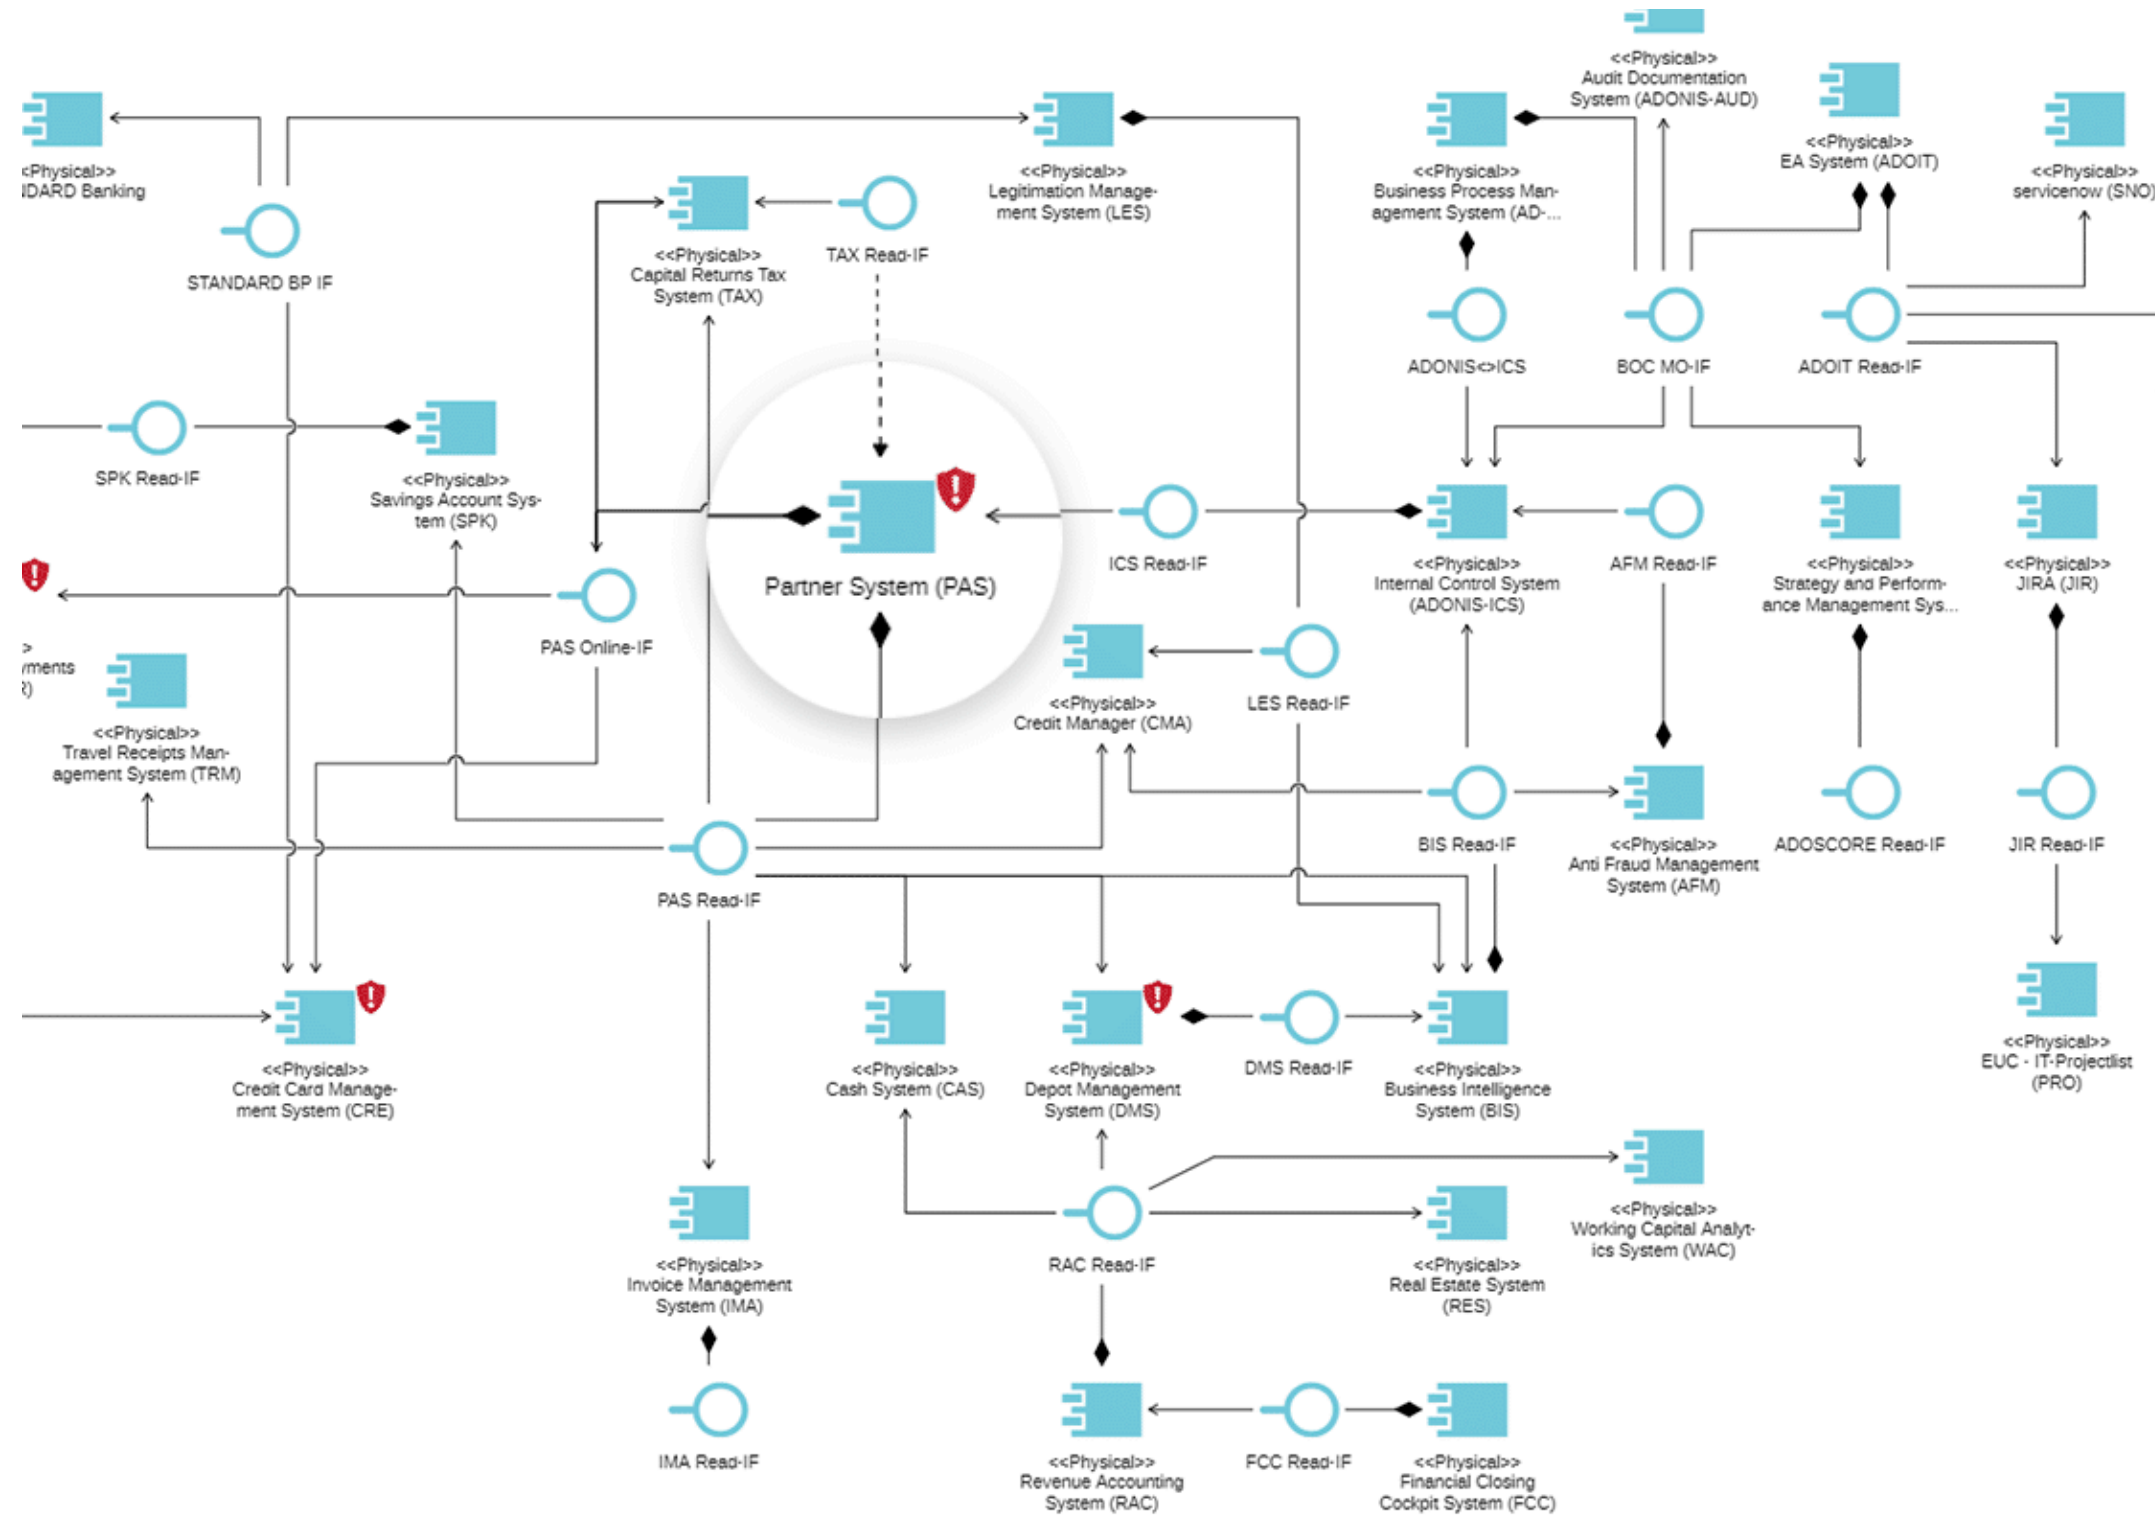 <<Physical>>
Audit Documentation
System (ADONIS-AUD)
<<Physical>>
EA System (ADOIT)
<Physical>>
NDARD Banking
<<Physical>>
Legitimation Manage-
ment System (LES)
<<Physical>>
Business Process Man-
agement System (AD-...
<<Physical>>
servicenow (SNO)
STANDARD BP IF
<<Physical>>
Capital Returns Tax
System (TAX)
TAX Read-IF
ADONIS<>ICS
BOC MO-IF
ADOIT Read-IF
SPK Read-IF
<<Physical>>
Savings Account Sys-
tem (SPK)
Partner System (PAS)
ICS Read-IF
<<Physical>>
Internal Control System
(ADONIS-ICS)
AFM Read-IF
<<Physical>>
Strategy and Perform-
ance Management Sys...
<<Physical>>
JIRA (JIR)
PAS Online-IF
>
yments
R)
<<Physical>>
Travel Receipts Man-
agement System (TRM)
<<Physical>>
Credit Manager (CMA)
LES Read-IF
PAS Read-IF
BIS Read-IF
<<Physical>>
Anti Fraud Management
System (AFM)
ADOSCORE Read-IF
JIR Read-IF
<<Physical>>
Credit Card Manage-
ment System (CRE)
<<Physical>>
Cash System (CAS)
<<Physical>>
Depot Management
System (DMS)
DMS Read-IF
<<Physical>>
Business Intelligence
System (BIS)
<<Physical>>
EUC - IT-Projectlist
(PRO)
<<Physical>>
Invoice Management
System (IMA)
RAC Read-IF
<<Physical>>
Real Estate System
(RES)
<<Physical>>
Working Capital Analyt-
ics System (WAC)
IMA Read-IF
<<Physical>>
Revenue Accounting
System (RAC)
FCC Read-IF
<<Physical>>
Financial Closing
Cockpit System (FCC)